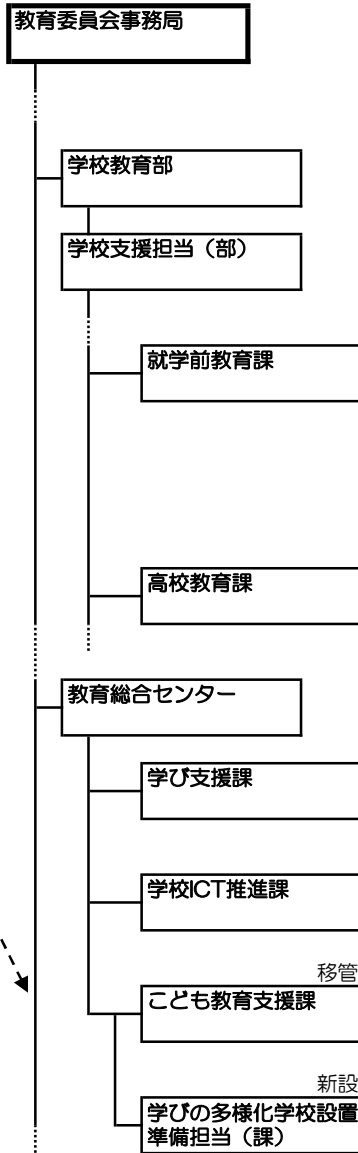 教育委員会事務局
学校教育部
学校支援担当（部）
就学前教育課
高校教育課
教育総合センター
学び支援課
学校ICT推進課
移管
こども教育支援課
新設
学びの多様化学校設置
準備担当（課）